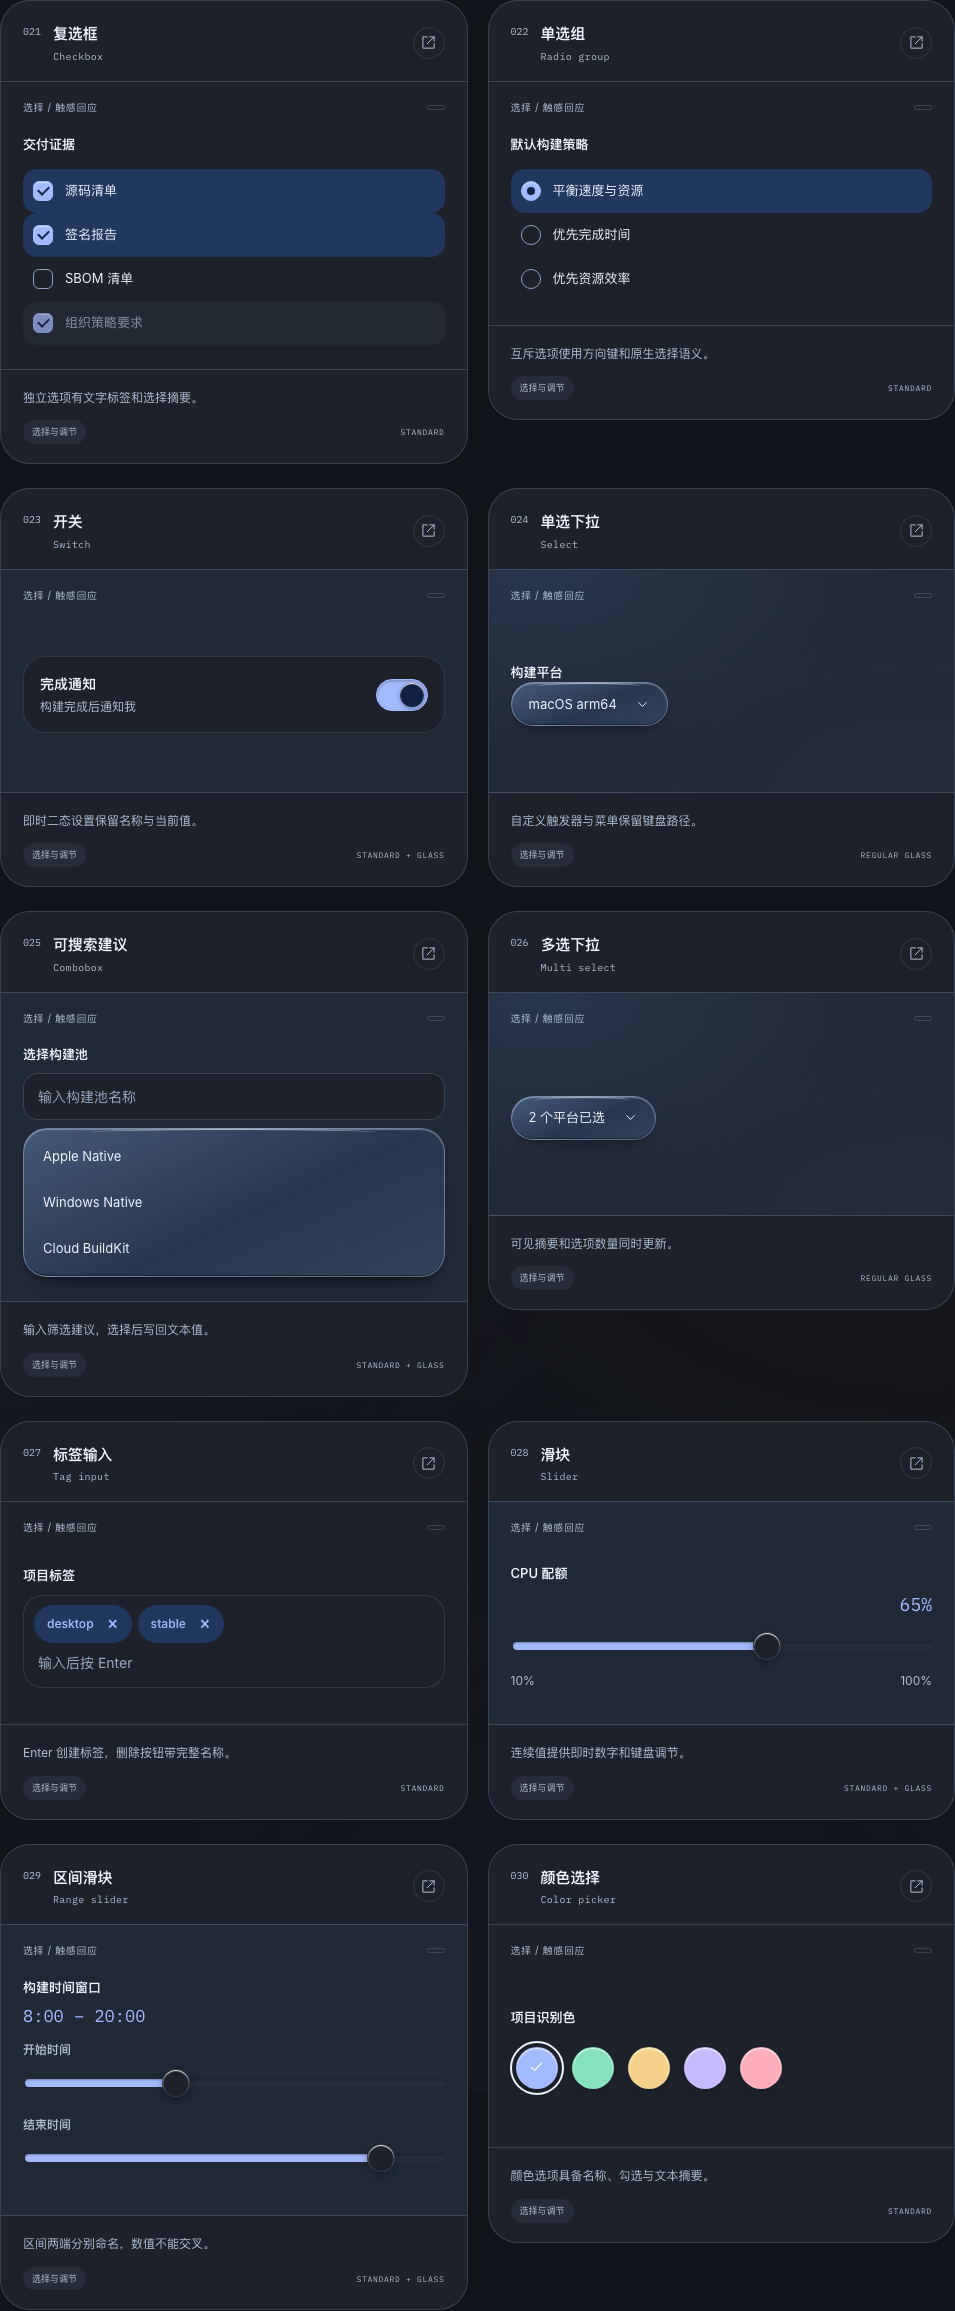 021 复选框
Checkbox
选择 / 触感回应
交付证据
源码清单
签名报告
SBOM 清单
组织策略要求
独立选项有文字标签和选择摘要。
选择与调节
STANDARD
022 单选组
Radio group
选择 / 触感回应
默认构建策略
平衡速度与资源
优先完成时间
优先资源效率
互斥选项使用方向键和原生选择语义。
选择与调节
STANDARD
023 开关
Switch
选择 / 触感回应
完成通知
构建完成后通知我
即时二态设置保留名称与当前值。
选择与调节
STANDARD + GLASS
024 单选下拉
Select
选择 / 触感回应
构建平台
macOS arm64
自定义触发器与菜单保留键盘路径。
选择与调节
REGULAR GLASS
025 可搜索建议
Combobox
选择 / 触感回应
选择构建池
输入构建池名称
Apple Native
Windows Native
Cloud BuildKit
输入筛选建议，选择后写回文本值。
选择与调节
STANDARD + GLASS
026 多选下拉
Multi select
选择 / 触感回应
2 个平台已选
可见摘要和选项数量同时更新。
选择与调节
REGULAR GLASS
027 标签输入
Tag input
选择 / 触感回应
项目标签
desktop × stable ×
输入后按 Enter
Enter 创建标签，删除按钮带完整名称。
选择与调节
STANDARD
028 滑块
Slider
选择 / 触感回应
CPU 配额
65%
10% 100%
连续值提供即时数字和键盘调节。
选择与调节
STANDARD + GLASS
029 区间滑块
Range slider
选择 / 触感回应
构建时间窗口
8:00 – 20:00
开始时间
结束时间
区间两端分别命名，数值不能交叉。
选择与调节
STANDARD + GLASS
030 颜色选择
Color picker
选择 / 触感回应
项目识别色
颜色选项具备名称、勾选与文本摘要。
选择与调节
STANDARD